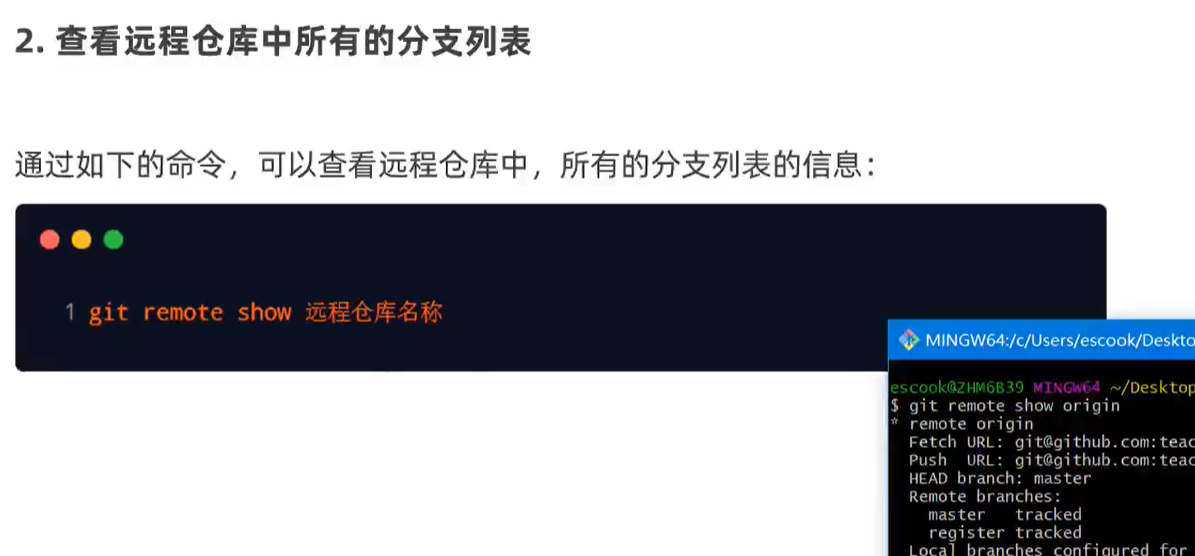 2. 查看远程仓库中所有的分支列表
通过如下的命令，可以查看远程仓库中，所有的分支列表的信息：
1 git remote show 远程仓库名称
MINGW64:/c/Users/escook/Deskto
escook@ZHM6B39 MINGW64 ~/Desktop
$ git remote show origin
* remote origin
Fetch URL: git@github.com:teac
Push  URL: git@github.com:teac
HEAD branch: master
Remote branches:
master   tracked
register tracked
Local branches configured for